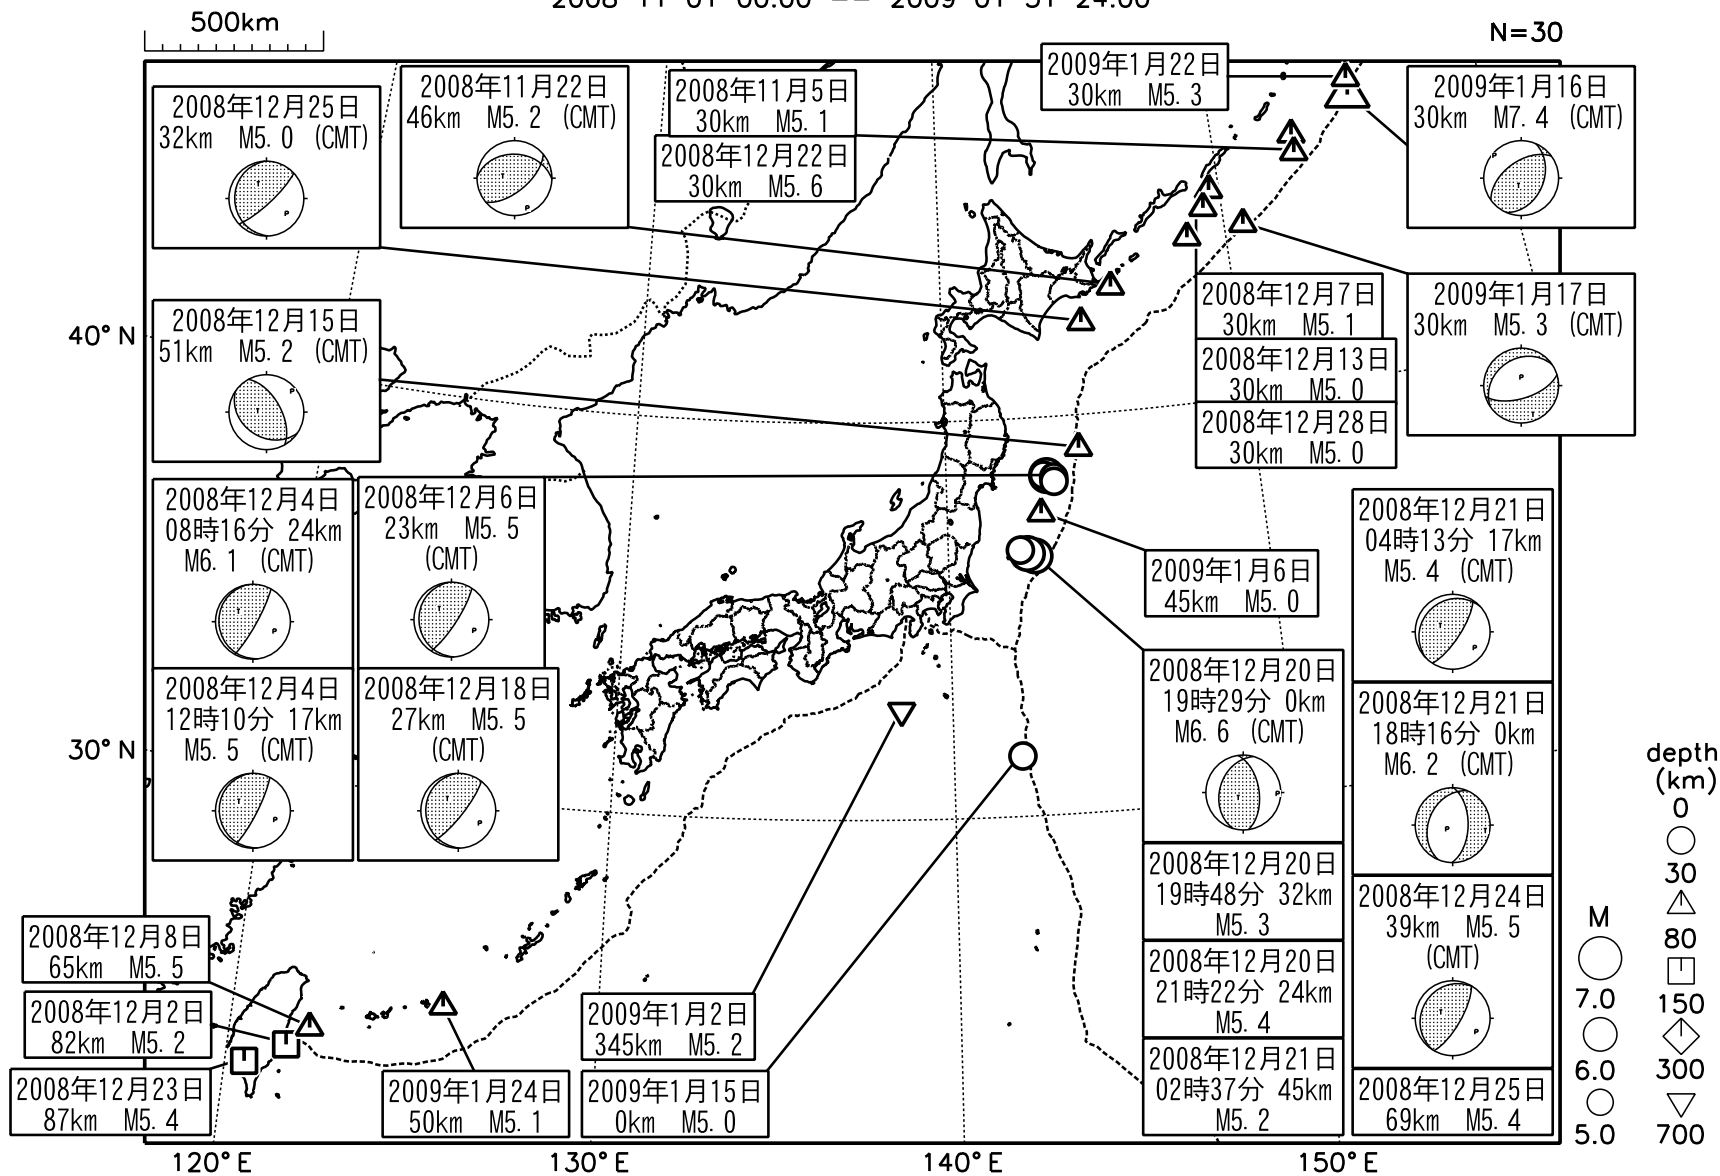 500km
N=30
2008年12月25日
32km M5.0 (CMT)
2008年11月22日
46km M5.2 (CMT)
2008年11月5日
30km M5.1
2008年12月22日
30km M5.6
2009年1月22日
30km M5.3
2009年1月16日
30km M7.4 (CMT)
2008年12月15日
51km M5.2 (CMT)
2008年12月7日
30km M5.1
2008年12月13日
30km M5.0
2008年12月28日
30km M5.0
2009年1月17日
30km M5.3 (CMT)
40°N
2008年12月4日
08時16分 24km
M6.1 (CMT)
2008年12月6日
23km M5.5
(CMT)
2008年12月4日
12時10分 17km
M5.5 (CMT)
2008年12月18日
27km M5.5
(CMT)
2009年1月6日
45km M5.0
2008年12月21日
04時13分 17km
M5.4 (CMT)
2008年12月20日
19時29分 0km
M6.6 (CMT)
2008年12月21日
18時16分 0km
M6.2 (CMT)
30°N
2008年12月20日
19時48分 32km
M5.3
2008年12月20日
21時22分 24km
M5.4
2008年12月21日
02時37分 45km
M5.2
2008年12月24日
39km M5.5
(CMT)
2008年12月25日
69km M5.4
2008年12月8日
65km M5.5
2008年12月2日
82km M5.2
2008年12月23日
87km M5.4
2009年1月24日
50km M5.1
2009年1月2日
345km M5.2
2009年1月15日
0km M5.0
M
7.0
6.0
5.0
depth
(km)
0
30
80
150
300
700
120°E
130°E
140°E
150°E